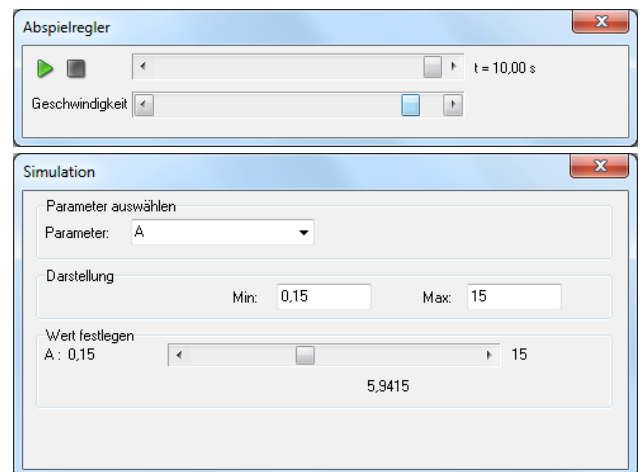 Abspielregler
t = 10,00 s
Geschwindigkeit
Simulation
Parameter auswählen
Parameter: A
Darstellung
Min: 0,15 Max: 15
Wert festlegen
A : 0,15 15
5,9415